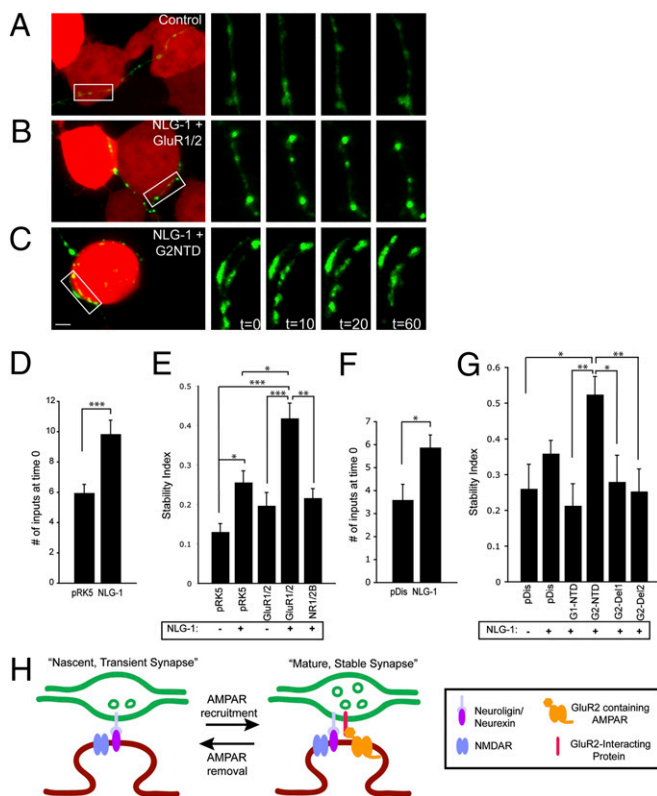 A
Control
B
NLG-1 +
GluR1/2
C
NLG-1 +
G2NTD
t=0
t=10
t=20
t=60
D
***
# of inputs at time 0
12
10
8
6
4
2
0
pRK5 NLG-1
E
*
***
***
**
*
Stability Index
0.5
0.4
0.3
0.2
0.1
0
pRK5
pRK5
GluR1/2
GluR1/2
NR1/2B
NLG-1: - + - + +
F
*
# of inputs at time 0
7
6
5
4
3
2
1
0
pDis NLG-1
G
*
**
**
*
Stability Index
0.6
0.5
0.4
0.3
0.2
0.1
0
pDis
pDis
G1-NTD
G2-NTD
G2-Del1
G2-Del2
NLG-1: - + + + + +
H
"Nascent, Transient Synapse"
"Mature, Stable Synapse"
AMPAR
recruitment
AMPAR
removal
Neuroligin/
Neurexin
NMDAR
GluR2 containing
AMPAR
GluR2-Interacting
Protein